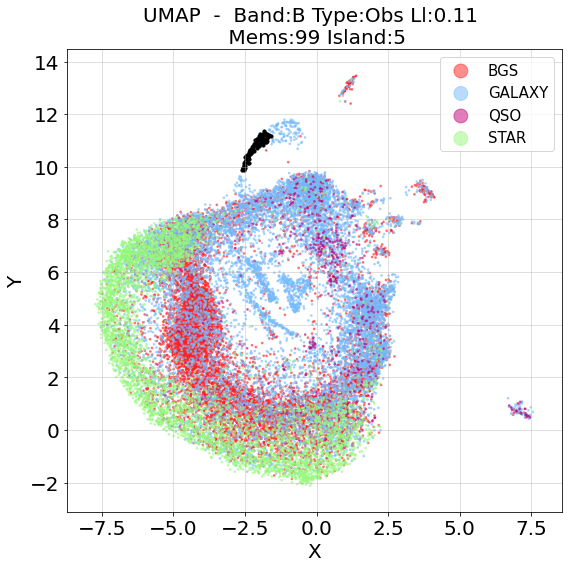 UMAP  -  Band:B Type:Obs Ll:0.11
Mems:99 Island:5
BGS
GALAXY
QSO
STAR
14
12
10
8
6
4
2
0
−2
Y
−7.5 −5.0 −2.5 0.0 2.5 5.0 7.5
X